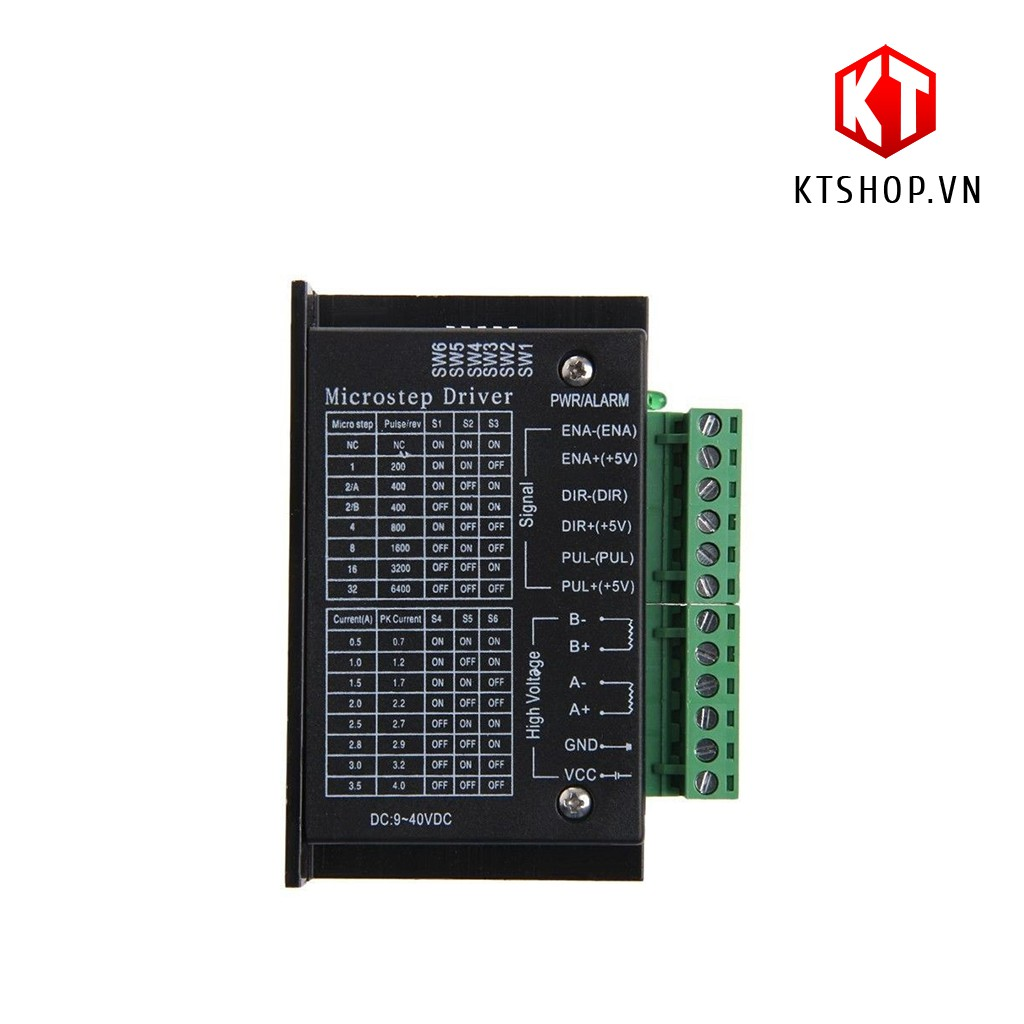 KT
KTSHOP.VN
SW6
SW5
SW4
SW3
SW2
SW1
Microstep Driver
PWR/ALARM
Micro step Pulse/rev S1 S2 S3
NC NC ON ON ON
1 200 ON ON OFF
2/A 400 ON OFF ON
2/B 400 OFF ON ON
4 800 ON OFF OFF
8 1600 OFF ON OFF
16 3200 OFF OFF ON
32 6400 OFF OFF OFF
Current(A) PK Current S4 S5 S6
0.5 0.7 ON ON ON
1.0 1.2 ON OFF ON
1.5 1.7 ON ON OFF
2.0 2.2 ON OFF OFF
2.5 2.7 OFF ON ON
2.8 2.9 OFF OFF ON
3.0 3.2 OFF ON OFF
3.5 4.0 OFF OFF OFF
DC:9~40VDC
Signal
ENA-(ENA)
ENA+(+5V)
DIR-(DIR)
DIR+(+5V)
PUL-(PUL)
PUL+(+5V)
High Voltage
B-
B+
A-
A+
GND
VCC